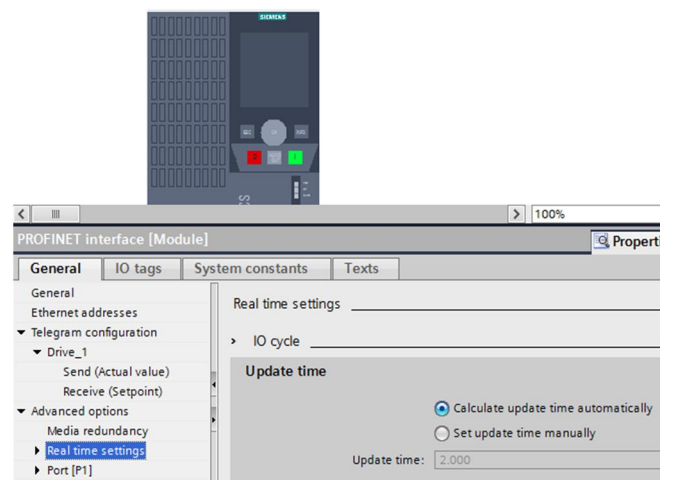 SIEMENS
ESC
OK
100%
PROFINET interface [Module]
Properti
General IO tags System constants Texts
General
Ethernet addresses
Telegram configuration
Drive_1
Send (Actual value)
Receive (Setpoint)
Advanced options
Media redundancy
Real time settings
Port [P1]
Real time settings
IO cycle
Update time
Calculate update time automatically
Set update time manually
Update time: 2.000